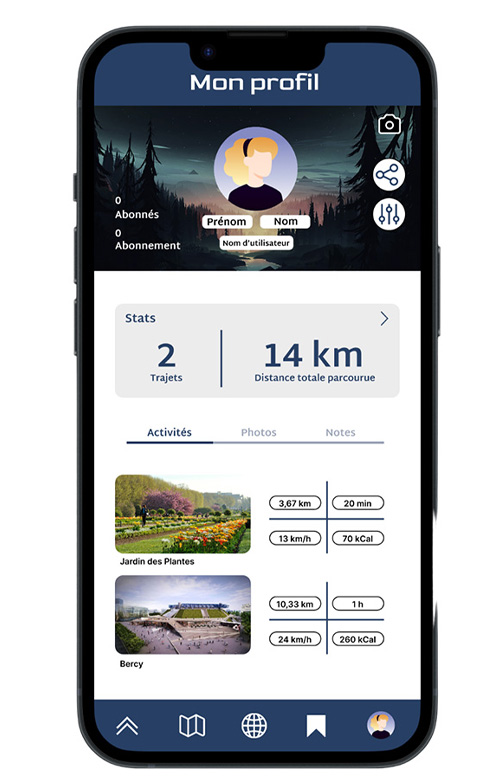 Mon profil
0
Abonnés
0
Abonnement
Prénom
Nom
Nom d'utilisateur
Stats
2
Trajets
14 km
Distance totale parcourue
Activités
Photos
Notes
3,67 km
20 min
13 km/h
70 kCal
Jardin des Plantes
10,33 km
1 h
24 km/h
260 kCal
Bercy